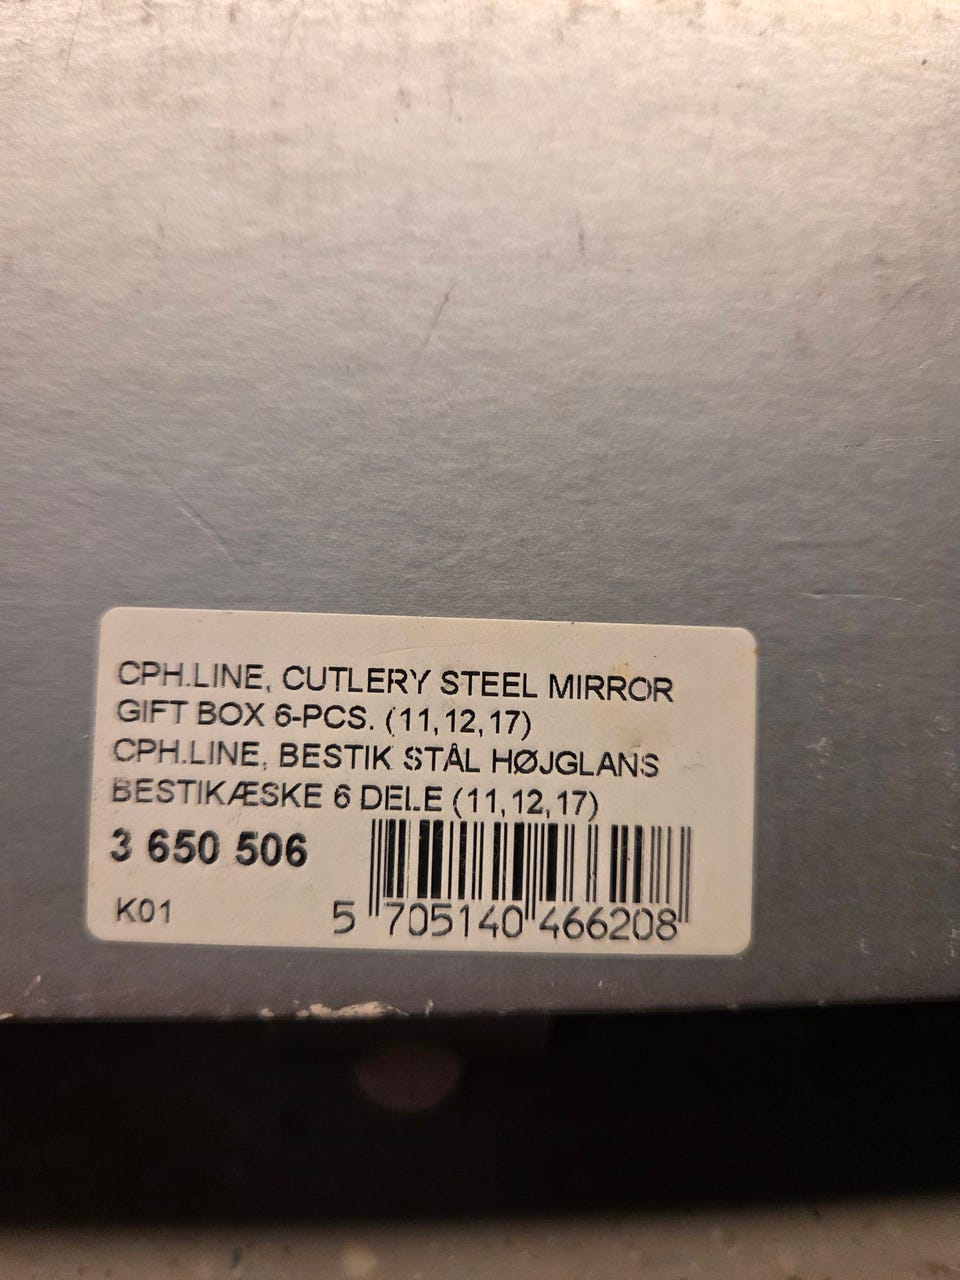 CPH.LINE, CUTLERY STEEL MIRROR
GIFT BOX 6-PCS. (11,12,17)
CPH.LINE, BESTIK STÅL HØJGLANS
BESTIKÆSKE 6 DELE (11,12,17)
3 650 506
K01
5 705140 466208